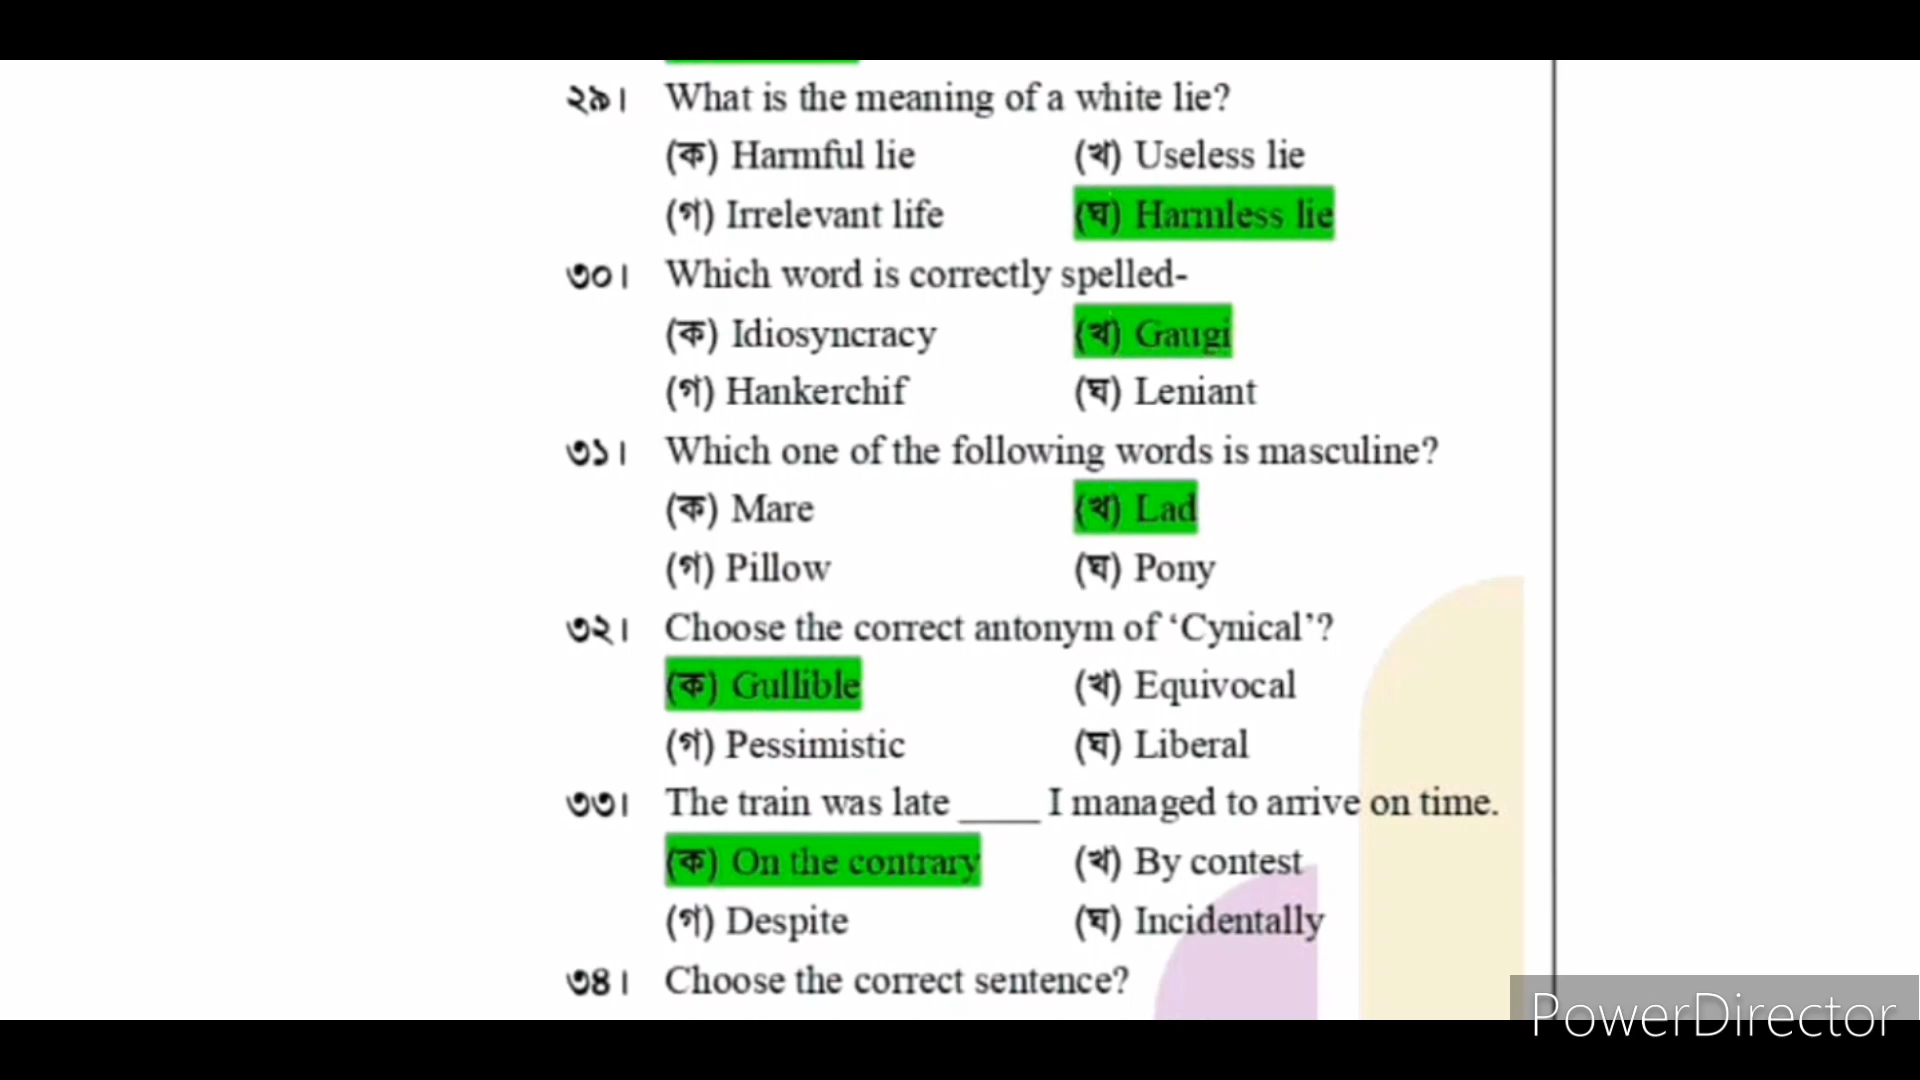 ২৯। What is the meaning of a white lie?
(ক) Harmful lie (খ) Useless lie
(গ) Irrelevant life (ঘ) Harmless lie
৩০। Which word is correctly spelled-
(ক) Idiosyncracy (খ) Gaugi
(গ) Hankerchif (ঘ) Leniant
৩১। Which one of the following words is masculine?
(ক) Mare (খ) Lad
(গ) Pillow (ঘ) Pony
৩২। Choose the correct antonym of ‘Cynical’?
(ক) Gullible (খ) Equivocal
(গ) Pessimistic (ঘ) Liberal
৩৩। The train was late ____ I managed to arrive on time.
(ক) On the contrary (খ) By contest
(গ) Despite (ঘ) Incidentally
৩৪। Choose the correct sentence?
PowerDirector